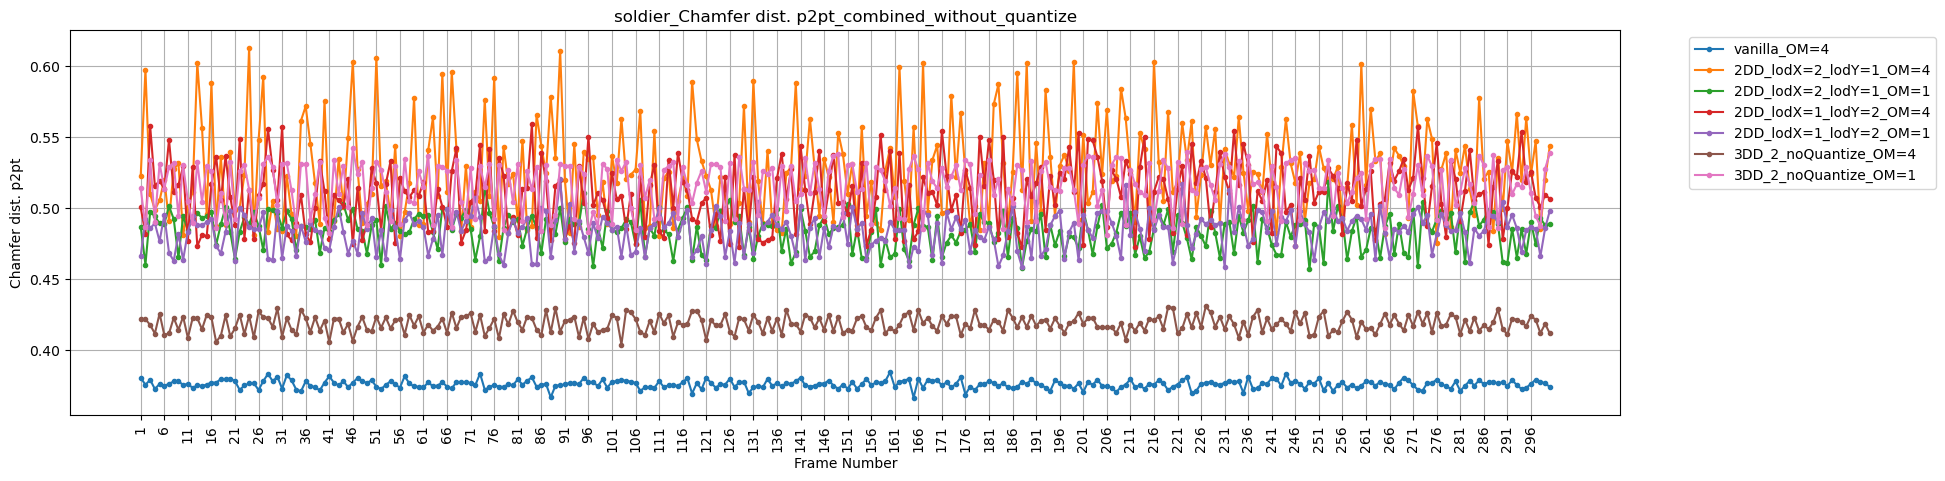 soldier_Chamfer dist. p2pt_combined_without_quantize
Chamfer dist. p2pt
0.60
0.55
0.50
0.45
0.40
1 6 11 16 21 26 31 36 41 46 51 56 61 66 71 76 81 86 91 96 101 106 111 116 121 126 131 136 141 146 151 156 161 166 171 176 181 186 191 196 201 206 211 216 221 226 231 236 241 246 251 256 261 266 271 276 281 286 291 296
Frame Number
vanilla_OM=4
2DD_lodX=2_lodY=1_OM=4
2DD_lodX=2_lodY=1_OM=1
2DD_lodX=1_lodY=2_OM=4
2DD_lodX=1_lodY=2_OM=1
3DD_2_noQuantize_OM=4
3DD_2_noQuantize_OM=1